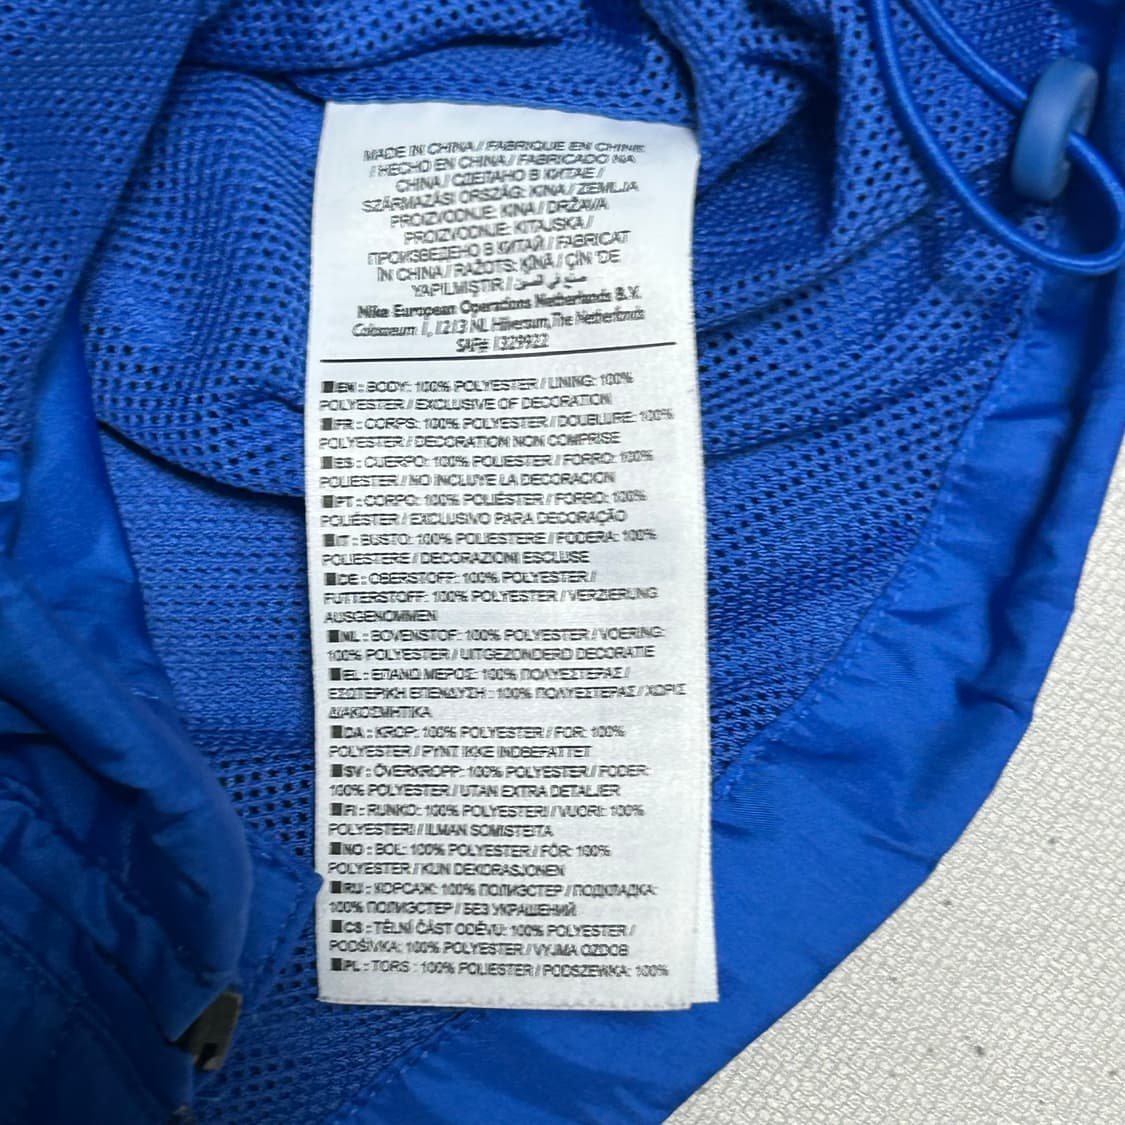 MADE IN CHINA / FABRIQUE EN CHINE
/ HECHO EN CHINA / FABRICADO NA
CHINA / СДЕЛАНО В КИТАЕ /
SZÁRMAZÁSI ORSZÁG: KINA / ZEMLJA
PROIZVODNJE: KINA / DRŽAVA
PROIZVODNJE: KITAJSKA /
ПРОИЗВЕДЕНО В КИТАЙ / FABRICAT
ÎN CHINA / RAŽOTS: ĶĪNA / ÇİN 'DE
YAPILMIŞTIR / صنع في الصين
Nike European Operations Netherlands B.V.
Colosseum 1, 1213 NL Hilversum, The Netherlands
SAF# 1329922
EN : BODY: 100% POLYESTER / LINING: 100%
POLYESTER / EXCLUSIVE OF DECORATION
FR : CORPS: 100% POLYESTER / DOUBLURE: 100%
POLYESTER / DECORATION NON COMPRISE
ES : CUERPO: 100% POLIESTER / FORRO: 100%
POLIESTER / NO INCLUYE LA DECORACION
PT : CORPO: 100% POLIÉSTER / FORRO: 100%
POLIÉSTER / EXCLUSIVO PARA DECORAÇÃO
IT : BUSTO: 100% POLIESTERE / FODERA: 100%
POLIESTERE / DECORAZIONI ESCLUSE
DE : OBERSTOFF: 100% POLYESTER /
FUTTERSTOFF: 100% POLYESTER / VERZIERUNG
AUSGENOMMEN
NL : BOVENSTOF: 100% POLYESTER / VOERING:
100% POLYESTER / UITGEZONDERD DECORATIE
EL : ΕΠΑΝΩ ΜΕΡΟΣ: 100% ΠΟΛΥΕΣΤΕΡΑΣ /
ΕΣΩΤΕΡΙΚΗ ΕΠΕΝΔΥΣΗ : 100% ΠΟΛΥΕΣΤΕΡΑΣ / ΧΩΡΙΣ
ΔΙΑΚΟΣΜΗΤΙΚΑ
DA : KROP: 100% POLYESTER / FOR: 100%
POLYESTER / PYNT IKKE INDBEFATTET
SV : ÖVERKROPP: 100% POLYESTER / FODER:
100% POLYESTER / UTAN EXTRA DETALJER
FI : RUNKO: 100% POLYESTERI / VUORI: 100%
POLYESTERI / ILMAN SOMISTEITA
NO : BOL: 100% POLYESTER / FÔR: 100%
POLYESTER / KUN DEKORASJONEN
RU : КОРСАЖ: 100% ПОЛИЭСТЕР / ПОДКЛАДКА:
100% ПОЛИЭСТЕР / БЕЗ УКРАШЕНИЙ
CS : TĚLNÍ ČÁST ODĚVU: 100% POLYESTER /
PODŠÍVKA: 100% POLYESTER / VYJMA OZDOB
PL : TORS : 100% POLIESTER / PODSZEWKA: 100%